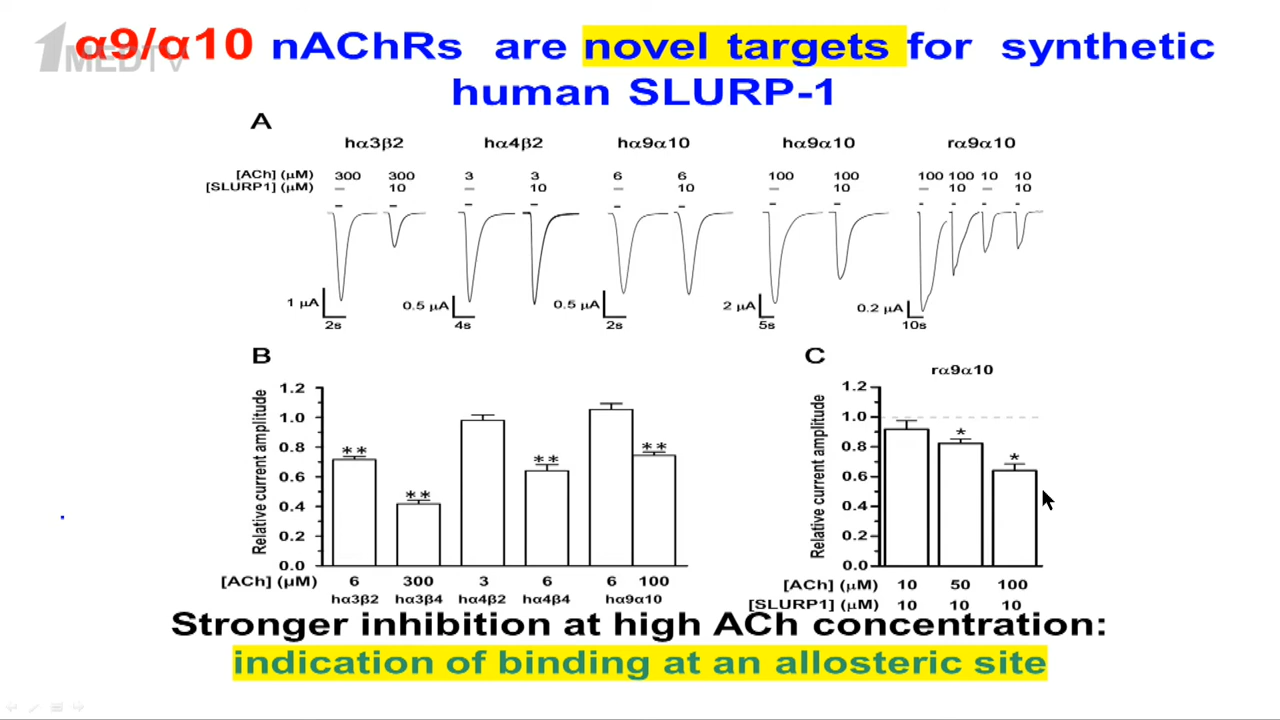 1MEDTV
α9/α10 nAChRs are novel targets for synthetic
human SLURP-1
A
hα3β2 hα4β2 hα9α10 hα9α10 rα9α10
[ACh] (μM) 300 300 3 3 6 6 100 100 100 100 10 10
[SLURP1] (μM) – 10 – 10 – 10 – 10 – 10 – 10
1 μA 0.5 μA 0.5 μA 2 μA 0.2 μA
2s 4s 2s 5s 10s
B
Relative current amplitude
1.2
1.0
0.8
0.6
0.4
0.2
0.0
** ** ** **
[ACh] (μM) 6 300 3 6 6 100
hα3β2 hα3β4 hα4β2 hα4β4 hα9α10
C
rα9α10
Relative current amplitude
1.2
1.0
0.8
0.6
0.4
0.2
0.0
* *
[ACh] (μM) 10 50 100
[SLURP1] (μM) 10 10 10
Stronger inhibition at high ACh concentration:
indication of binding at an allosteric site